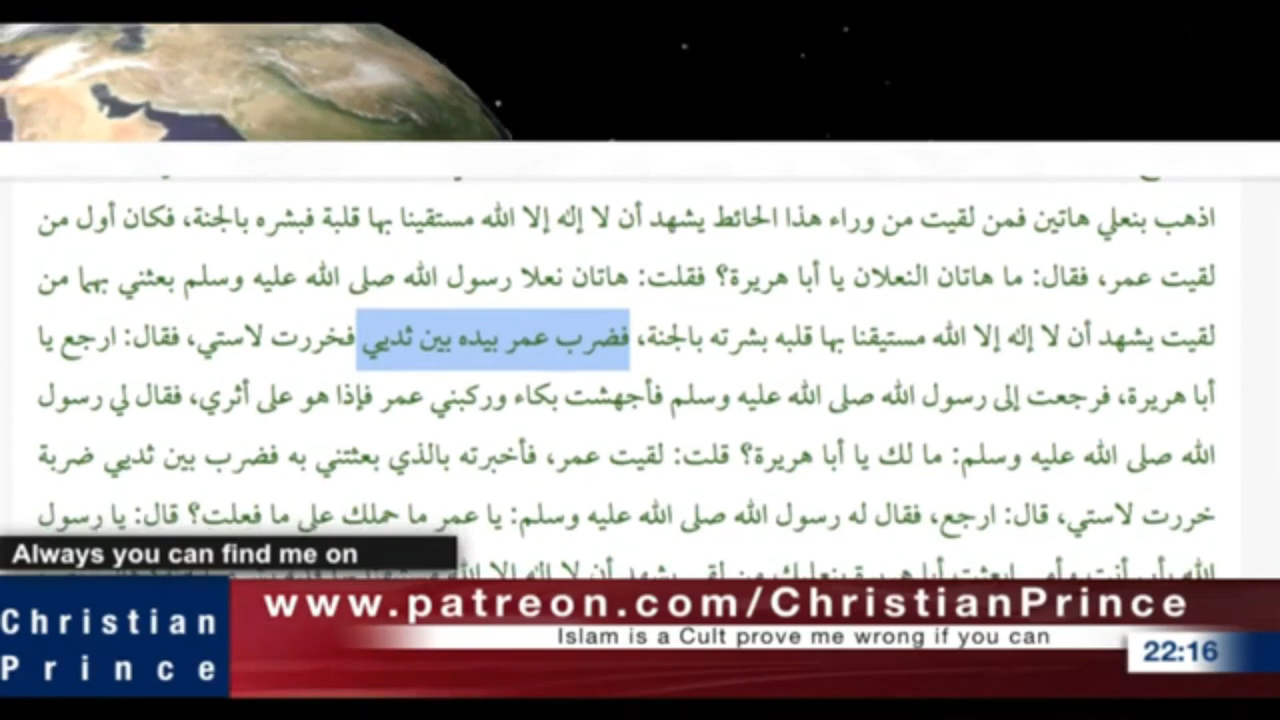 اذهب بنعلي هاتين فمن لقيت من وراء هذا الحائط يشهد أن لا إله إلا الله مستقينا بها قلبة فبشره بالجنة، فكان أول من
لقيت عمر، فقال: ما هاتان النعلان يا أبا هريرة؟ فقلت: هاتان نعلا رسول الله صلى الله عليه وسلم بعثني بهما من
لقيت يشهد أن لا إله إلا الله مستيقنا بها قلبه بشرته بالجنة، فضرب عمر بيده بين ثديي فخررت لاستي، فقال: ارجع يا
أبا هريرة، فرجعت إلى رسول الله صلى الله عليه وسلم فأجهشت بكاء وركبني عمر فإذا هو على أثري، فقال لي رسول
الله صلى الله عليه وسلم: ما لك يا أبا هريرة؟ قلت: لقيت عمر، فأخبرته بالذي بعثتني به فضرب بين ثديي ضربة
خررت لاستي، قال: ارجع، فقال له رسول الله صلى الله عليه وسلم: يا عمر ما حملك على ما فعلت؟ قال: يا رسول
Always you can find me on
www.patreon.com/ChristianPrince
Islam is a Cult prove me wrong if you can
Christian
Prince
22:16